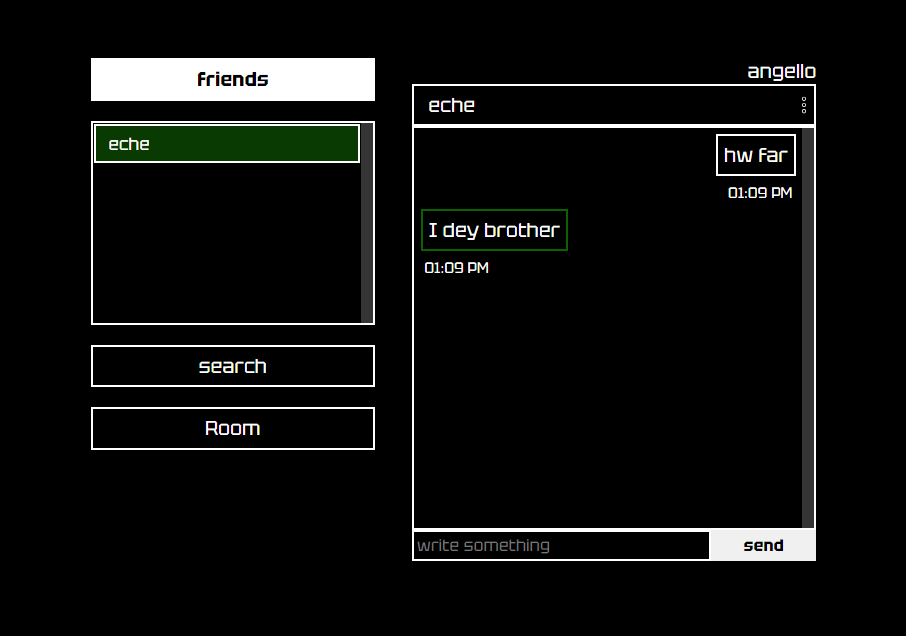 friends
eche
search
Room
angello
eche
hw far
01:09 PM
I dey brother
01:09 PM
write something
send